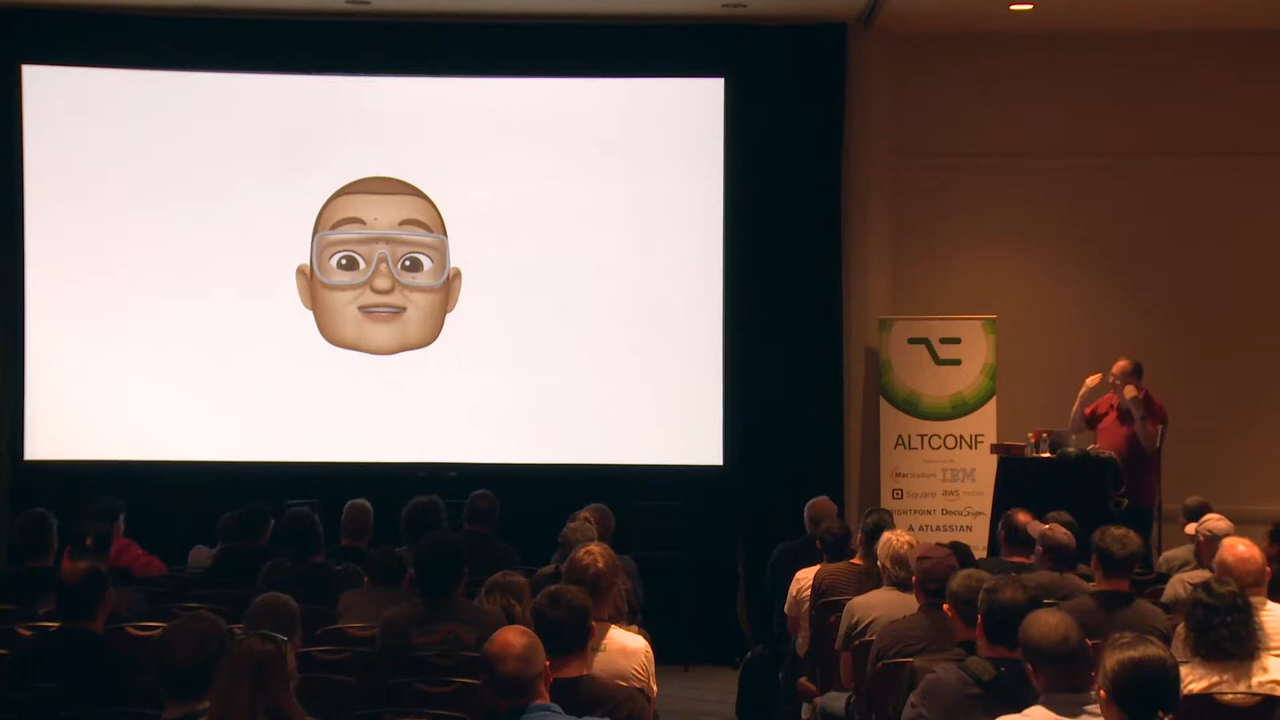 ALTCONF
MacStadium IBM
Square aws mobile
RIGHTPOINT DocuSign
ATLASSIAN